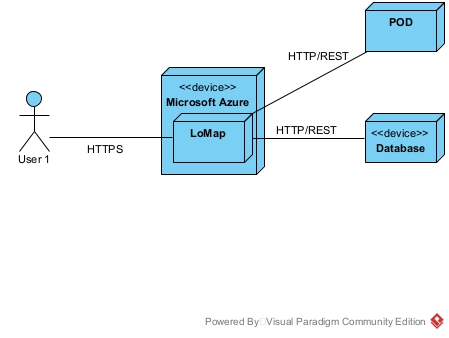 POD
HTTP/REST
<<device>>
Microsoft Azure
LoMap
HTTP/REST
<<device>>
Database
HTTPS
User 1
Powered By□Visual Paradigm Community Edition